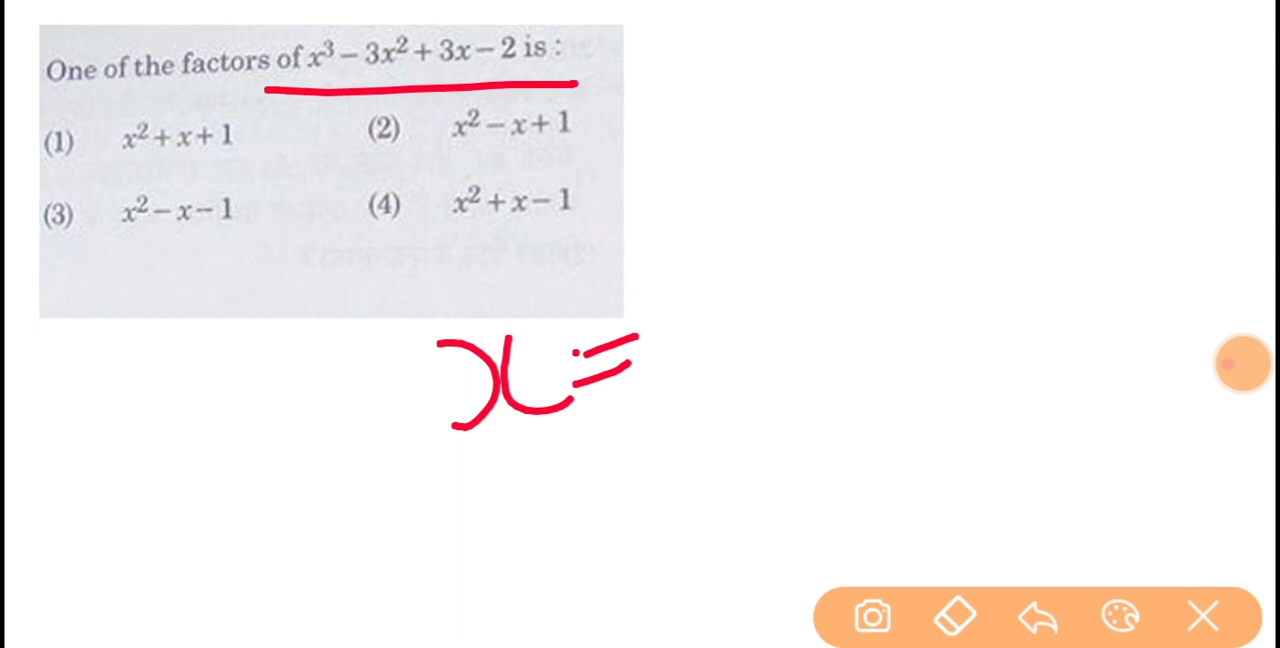 One of the factors of x³ – 3x² + 3x – 2 is :
(1) x² + x + 1 (2) x² – x + 1
(3) x² – x – 1 (4) x² + x – 1
x =